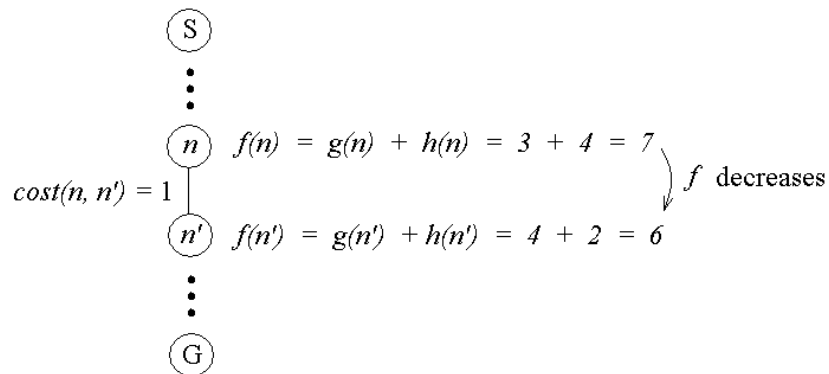 S
n f(n) = g(n) + h(n) = 3 + 4 = 7
f decreases
cost(n, n') = 1
n' f(n') = g(n') + h(n') = 4 + 2 = 6
G